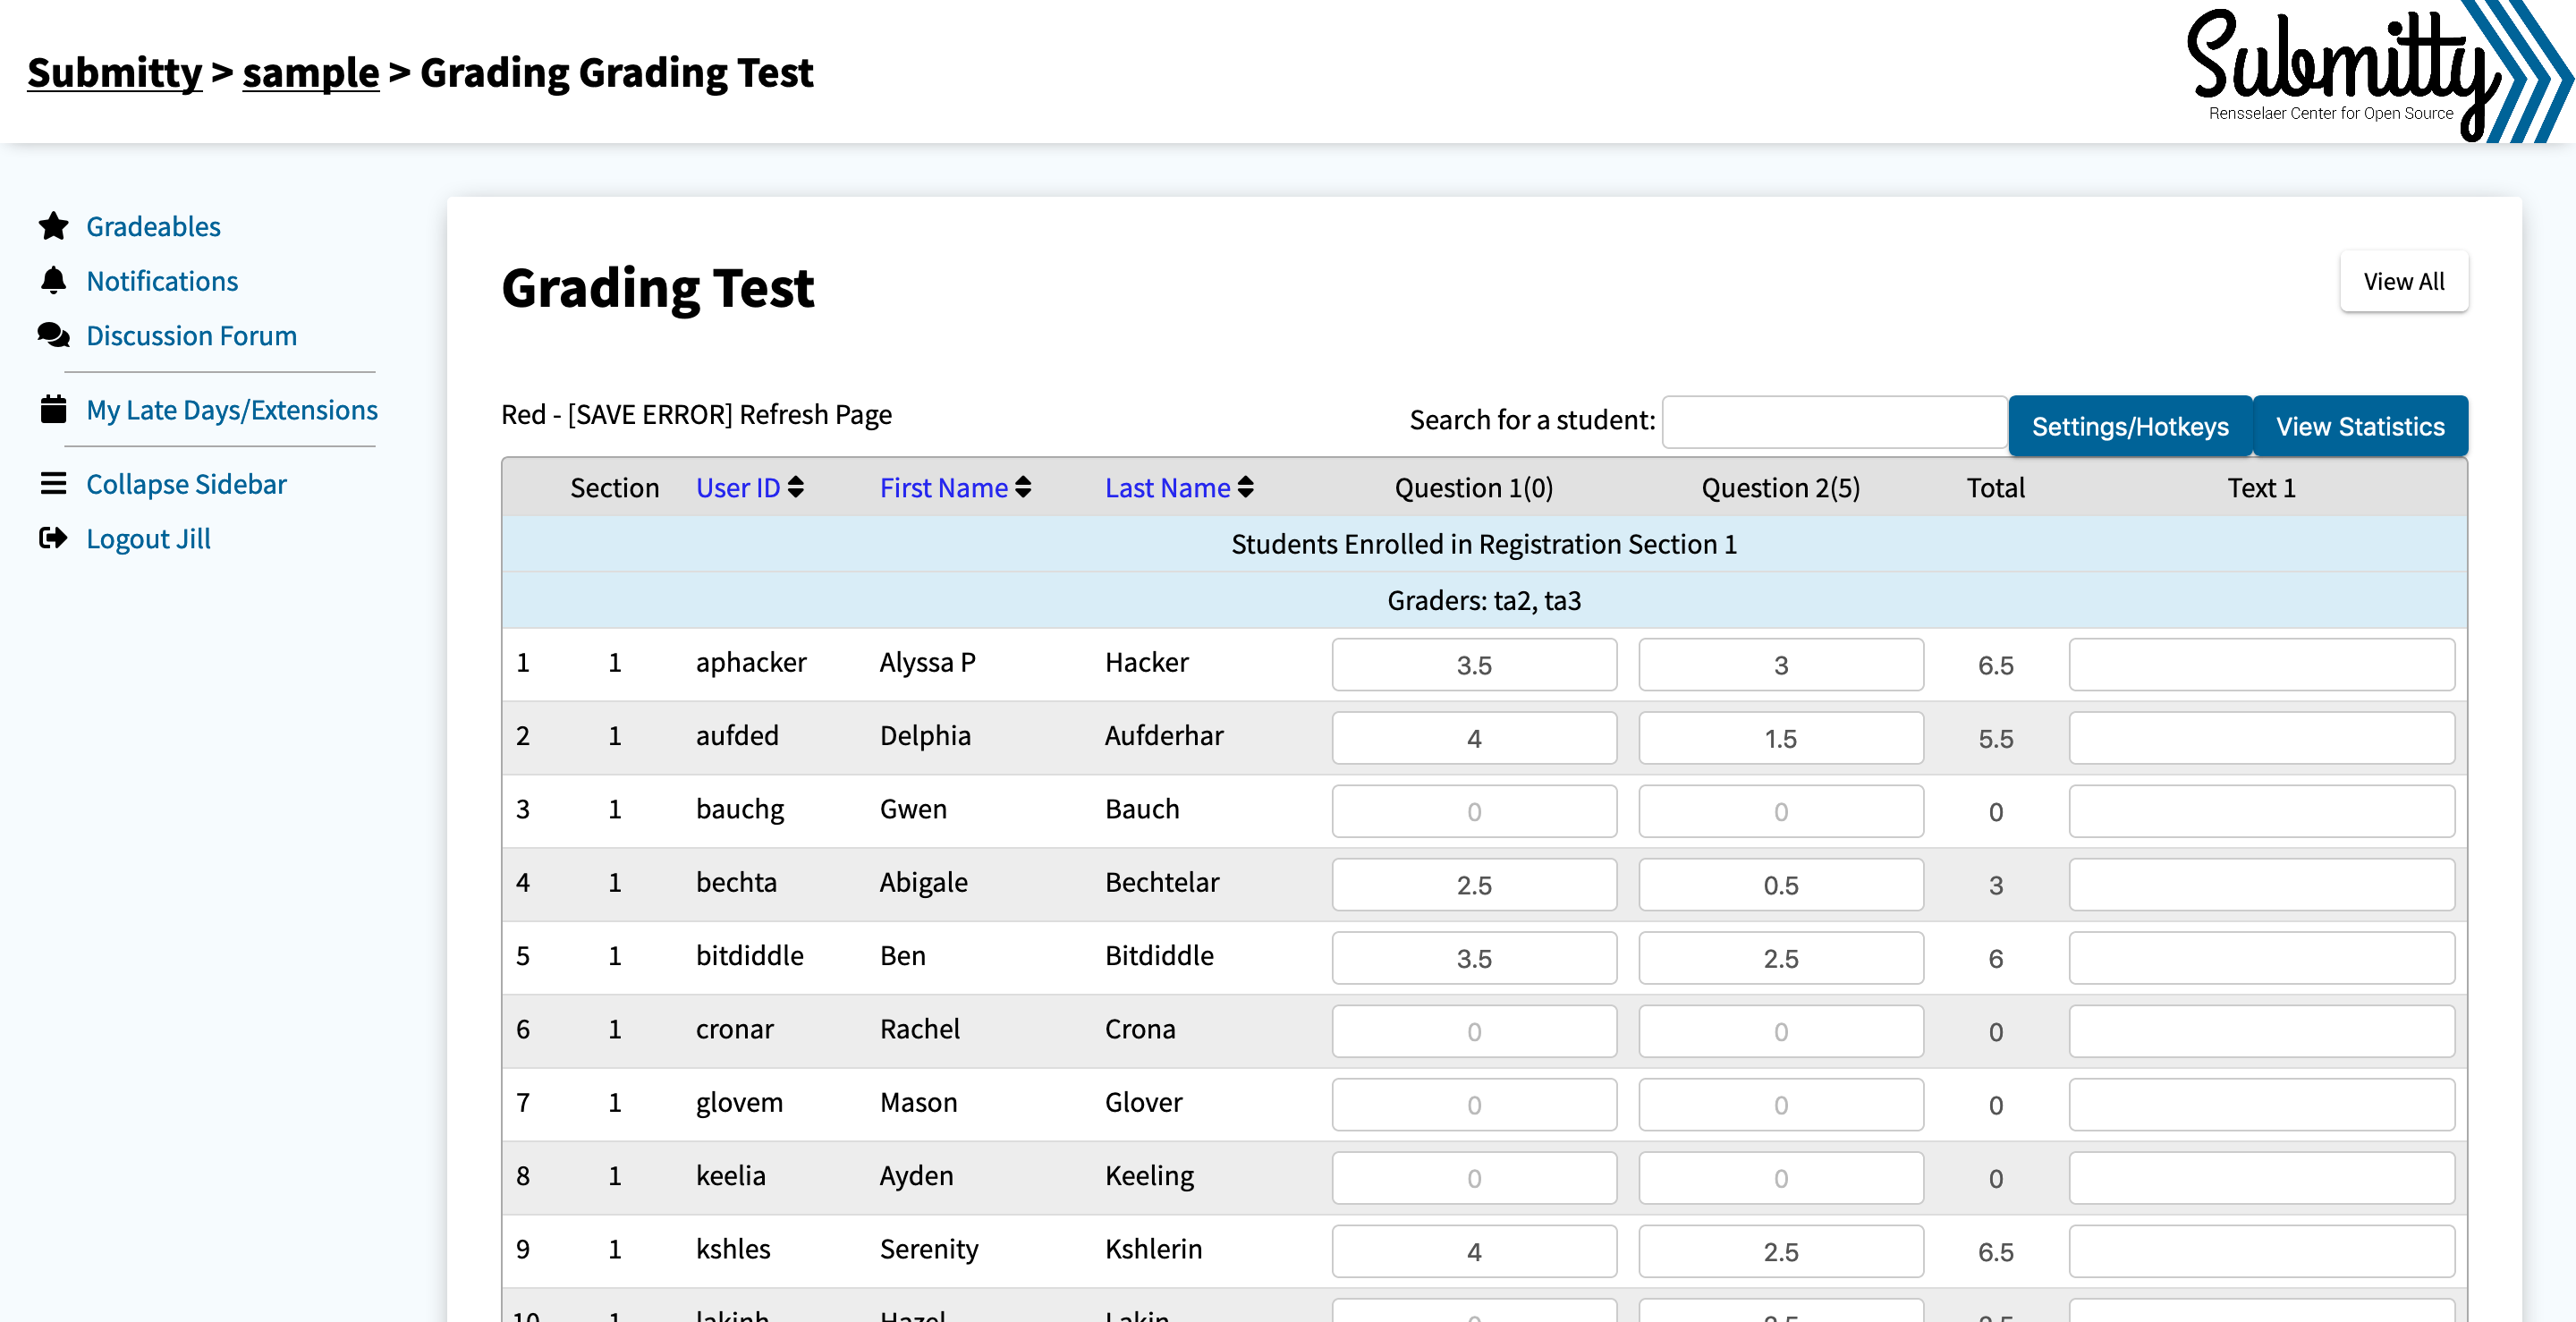 Submitty > sample > Grading Grading Test
Submitty
Rensselaer Center for Open Source
Gradeables
Notifications
Discussion Forum
My Late Days/Extensions
Collapse Sidebar
Logout Jill
Grading Test
View All
Red - [SAVE ERROR] Refresh Page
Search for a student:
Settings/Hotkeys
View Statistics
Section User ID First Name Last Name Question 1(0) Question 2(5) Total Text 1
Students Enrolled in Registration Section 1
Graders: ta2, ta3
1 1 aphacker Alyssa P Hacker 3.5 3 6.5
2 1 aufded Delphia Aufderhar 4 1.5 5.5
3 1 bauchg Gwen Bauch 0 0 0
4 1 bechta Abigale Bechtelar 2.5 0.5 3
5 1 bitdiddle Ben Bitdiddle 3.5 2.5 6
6 1 cronar Rachel Crona 0 0 0
7 1 glovem Mason Glover 0 0 0
8 1 keelia Ayden Keeling 0 0 0
9 1 kshles Serenity Kshlerin 4 2.5 6.5
10 1 lakinh Hazel Lakin